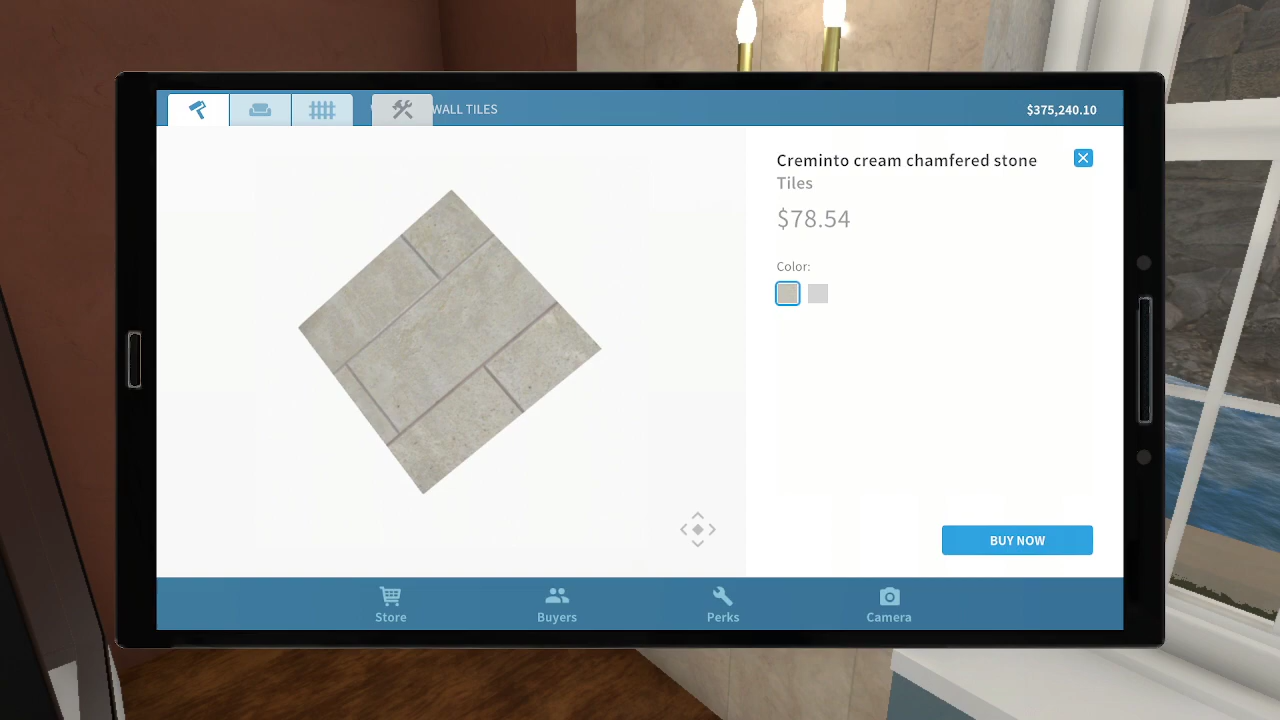 WALL TILES
$375,240.10
Creminto cream chamfered stone
Tiles
$78.54
Color:
BUY NOW
Store
Buyers
Perks
Camera